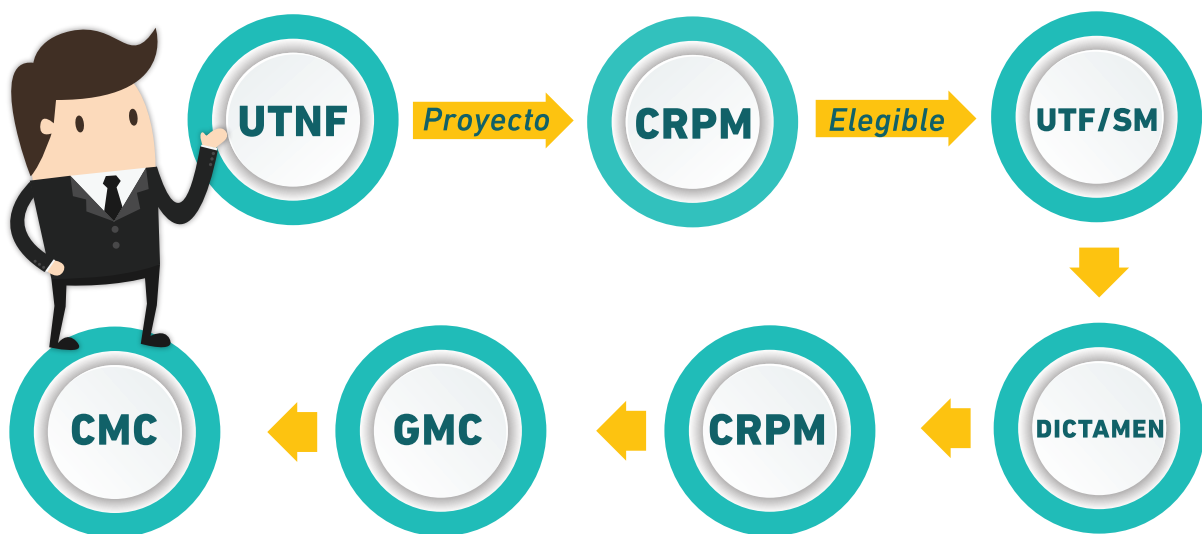 UTNF
Proyecto
CRPM
Elegible
UTF/SM
DICTAMEN
CRPM
GMC
CMC